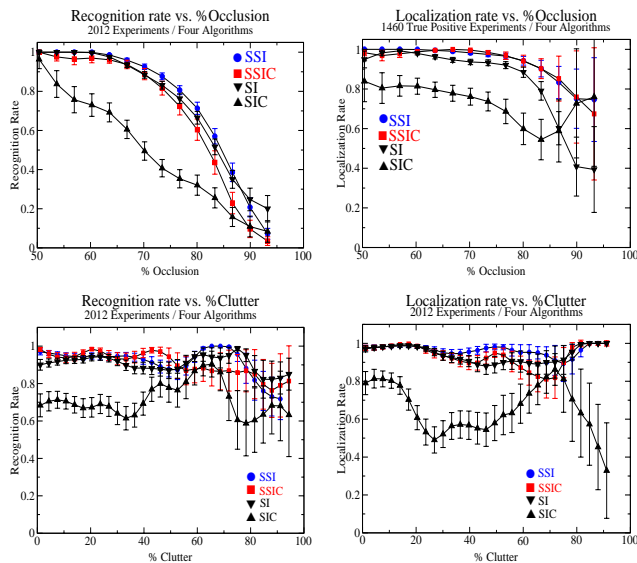 Recognition rate vs. %Occlusion
2012 Experiments / Four Algorithms
Recognition Rate
1
0.8
0.6
0.4
0.2
0
50 60 70 80 90 100
% Occlusion
SSI
SSIC
SI
SIC
Localization rate vs. %Occlusion
1460 True Positive Experiments / Four Algorithms
Localization Rate
1
0.8
0.6
0.4
0.2
0
50 60 70 80 90 100
% Occlusion
SSI
SSIC
SI
SIC
Recognition rate vs. %Clutter
2012 Experiments / Four Algorithms
Recognition Rate
1
0.8
0.6
0.4
0.2
0
0 20 40 60 80 100
% Clutter
SSI
SSIC
SI
SIC
Localization rate vs. %Clutter
2012 Experiments / Four Algorithms
Localization Rate
1
0.8
0.6
0.4
0.2
0
0 20 40 60 80 100
% Clutter
SSI
SSIC
SI
SIC